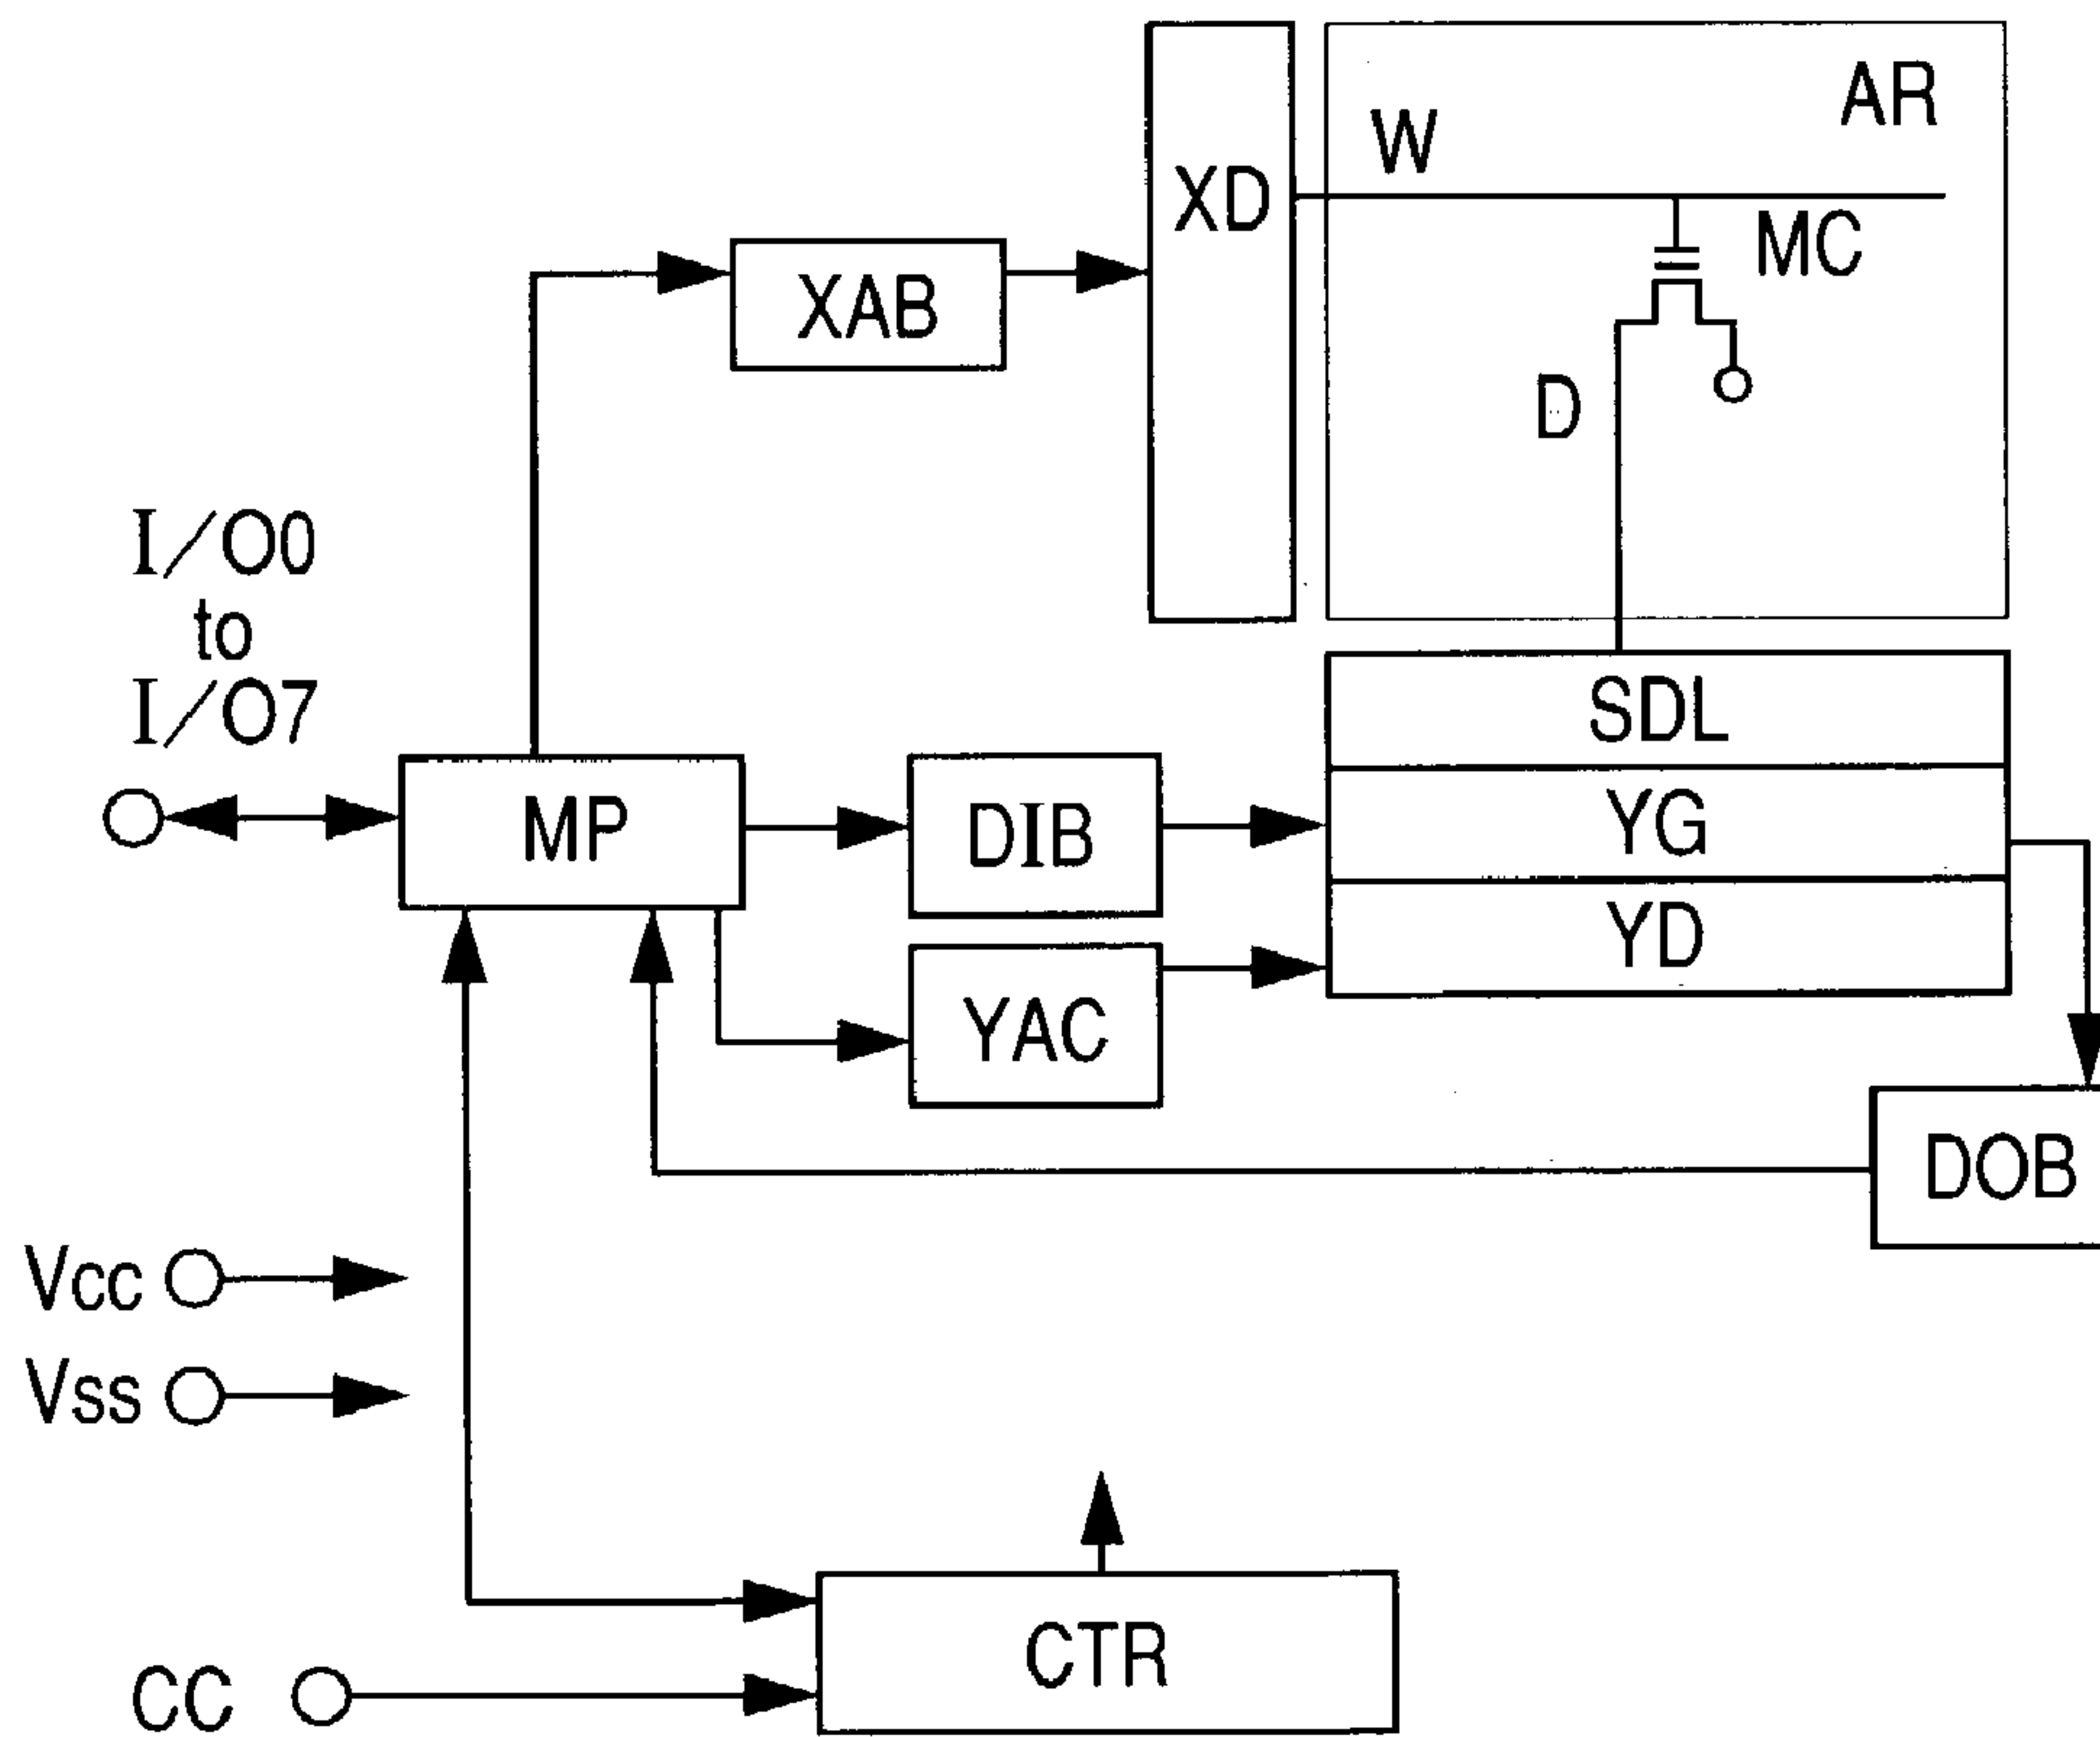 AR
W
XD
MC
XAB
D
I/O0
to
I/O7
SDL
MP
DIB
YG
YD
YAC
DOB
Vcc
Vss
CTR
CC